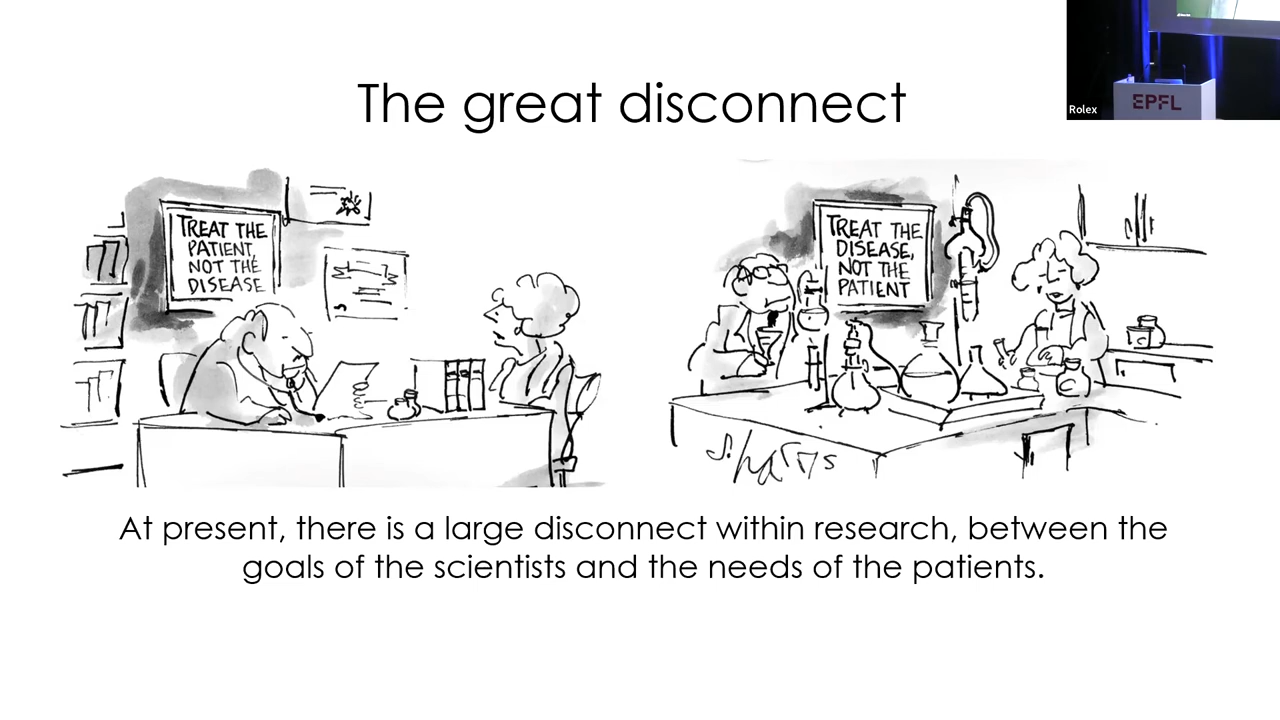 The great disconnect
Rolex
EPFL
TREAT THE
PATIENT,
NOT THE
DISEASE
TREAT THE
DISEASE,
NOT THE
PATIENT
S. Harris
At present, there is a large disconnect within research, between the
goals of the scientists and the needs of the patients.